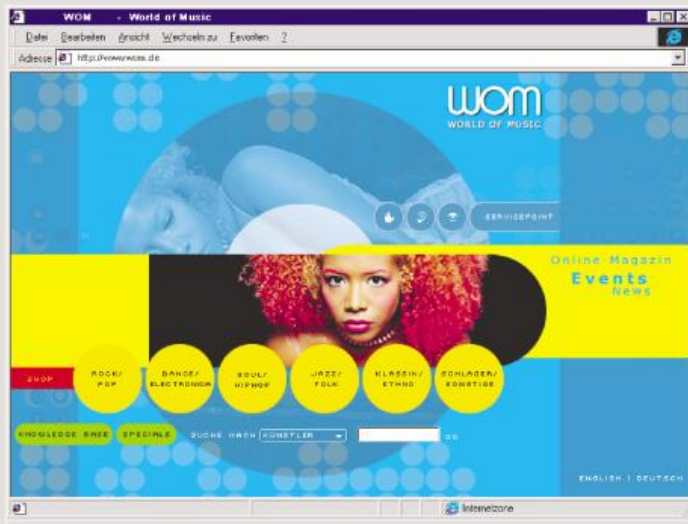 WOM - World of Music
Datei Bearbeiten Ansicht Wechseln zu Favoriten ?
Adresse http://www.wom.de
WOM
WORLD OF MUSIC
SERVICEPOINT
Online-Magazin
Events
News
SHOP
ROCK/
POP
DANCE/
ELECTRONICA
SOUL/
HIPHOP
JAZZ/
FOLK
KLASSIK/
ETHNO
SCHLAGER/
SONSTIGE
KNOWLEDGE BASE SPECIALS SUCHE NACH KÜNSTLER GO
ENGLISH | DEUTSCH
Internetzone